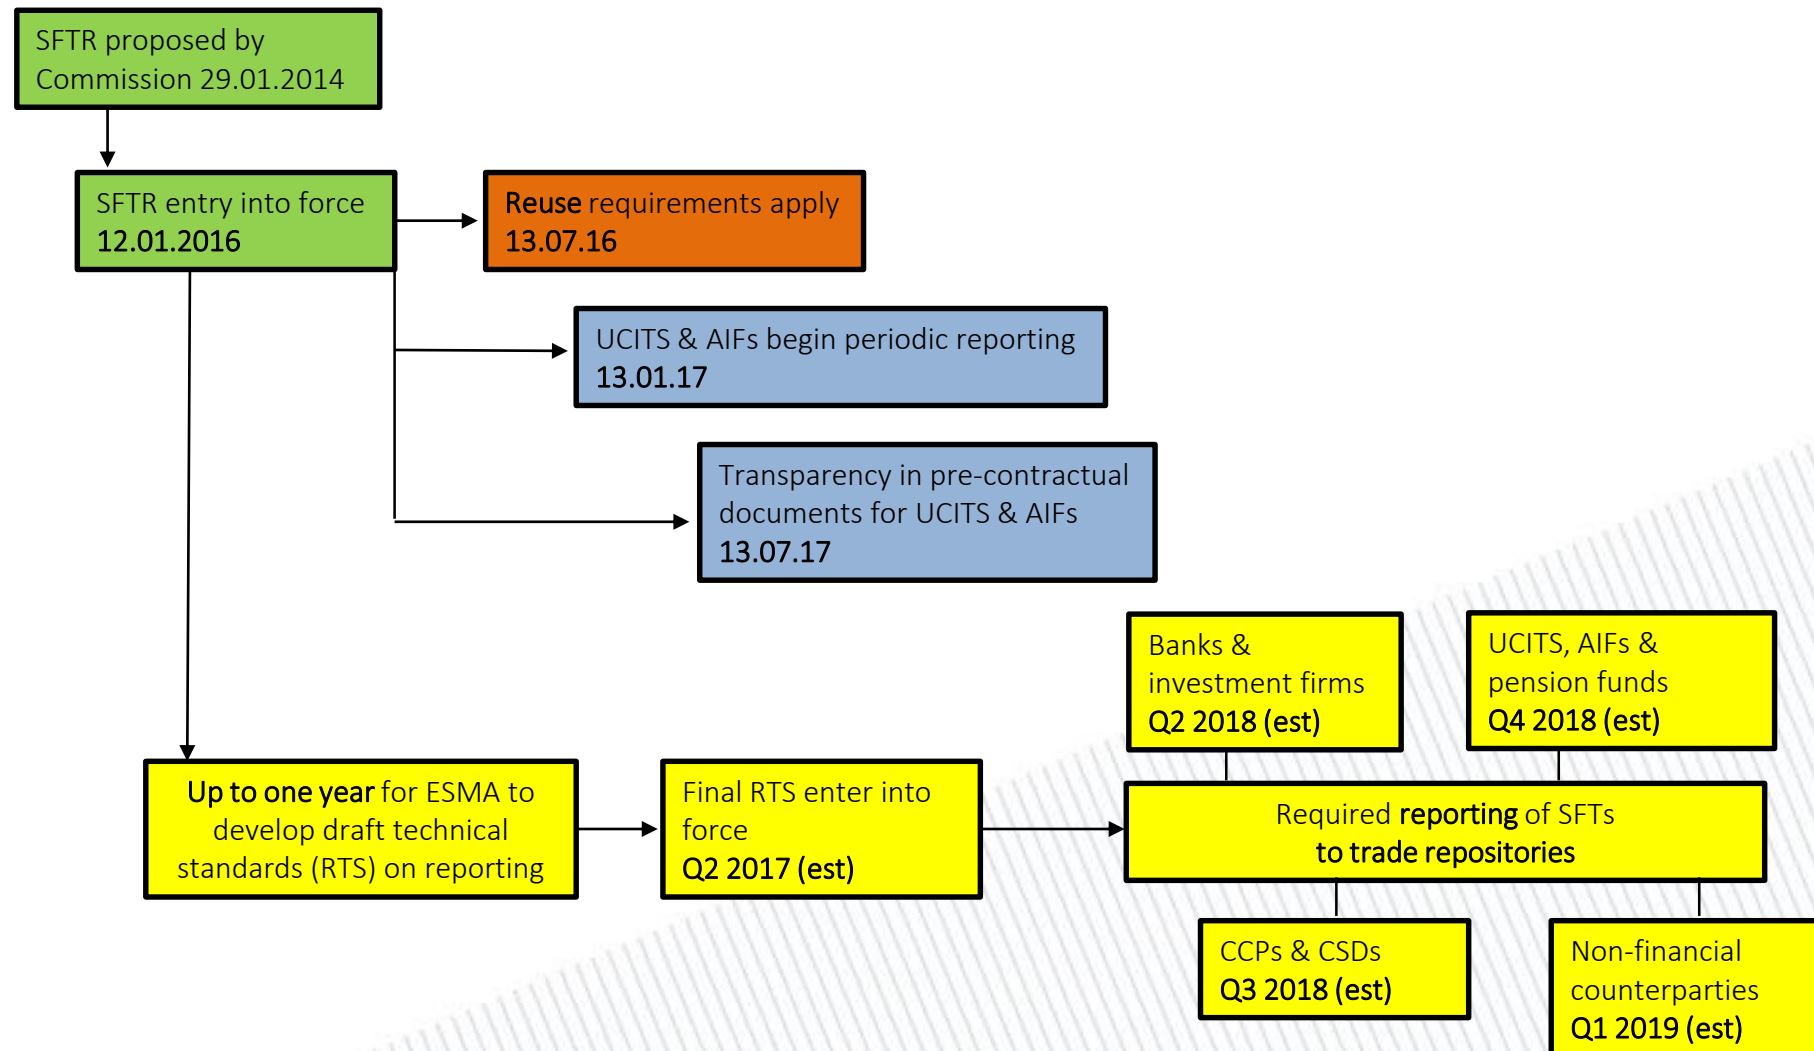 SFTR proposed by
Commission 29.01.2014
SFTR entry into force
12.01.2016
Reuse requirements apply
13.07.16
UCITS & AIFs begin periodic reporting
13.01.17
Transparency in pre-contractual
documents for UCITS & AIFs
13.07.17
Banks &
investment firms
Q2 2018 (est)
UCITS, AIFs &
pension funds
Q4 2018 (est)
Up to one year for ESMA to
develop draft technical
standards (RTS) on reporting
Final RTS enter into
force
Q2 2017 (est)
Required reporting of SFTs
to trade repositories
CCPs & CSDs
Q3 2018 (est)
Non-financial
counterparties
Q1 2019 (est)